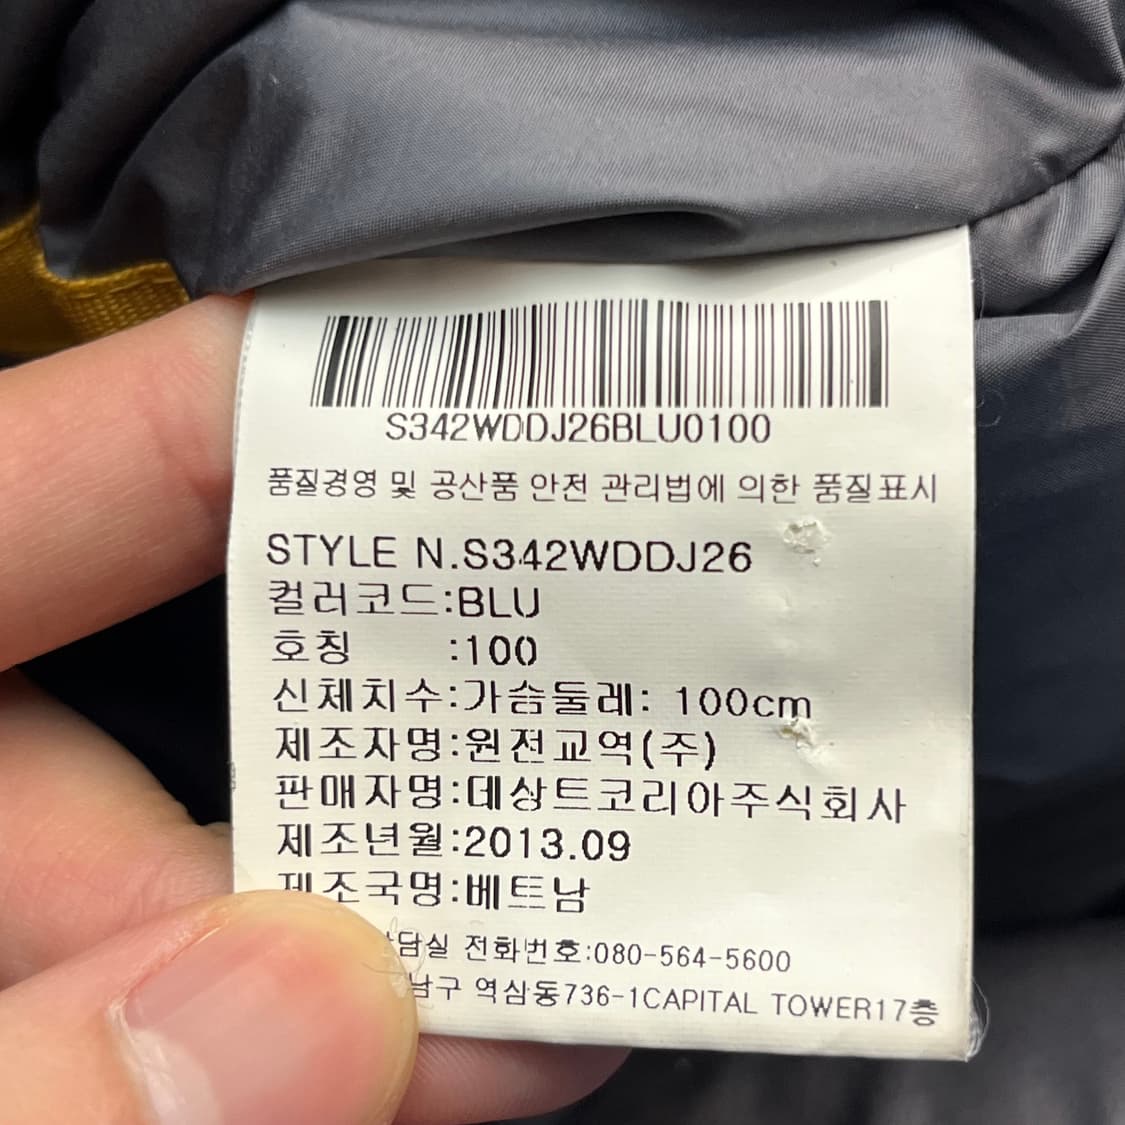 S342WDDJ26BLU0100
품질경영 및 공산품 안전 관리법에 의한 품질표시
STYLE N.S342WDDJ26
컬러코드:BLU
호칭 :100
신체치수:가슴둘레: 100cm
제조자명:원전교역(주)
판매자명:데상트코리아주식회사
제조년월:2013.09
제조국명:베트남
전화번호:080-564-5600
역삼동736-1CAPITAL TOWER17층